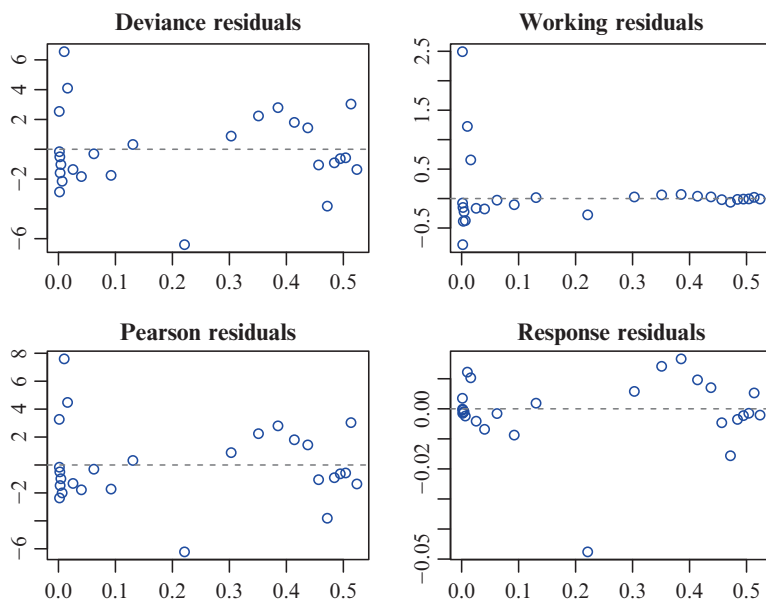 Deviance residuals
6
2
−2
−6
0.0 0.1 0.2 0.3 0.4 0.5
Working residuals
2.5
0.5
−0.5
0.0 0.1 0.2 0.3 0.4 0.5
Pearson residuals
8
6
2
−2
−6
0.0 0.1 0.2 0.3 0.4 0.5
Response residuals
0.00
−0.02
−0.05
0.0 0.1 0.2 0.3 0.4 0.5